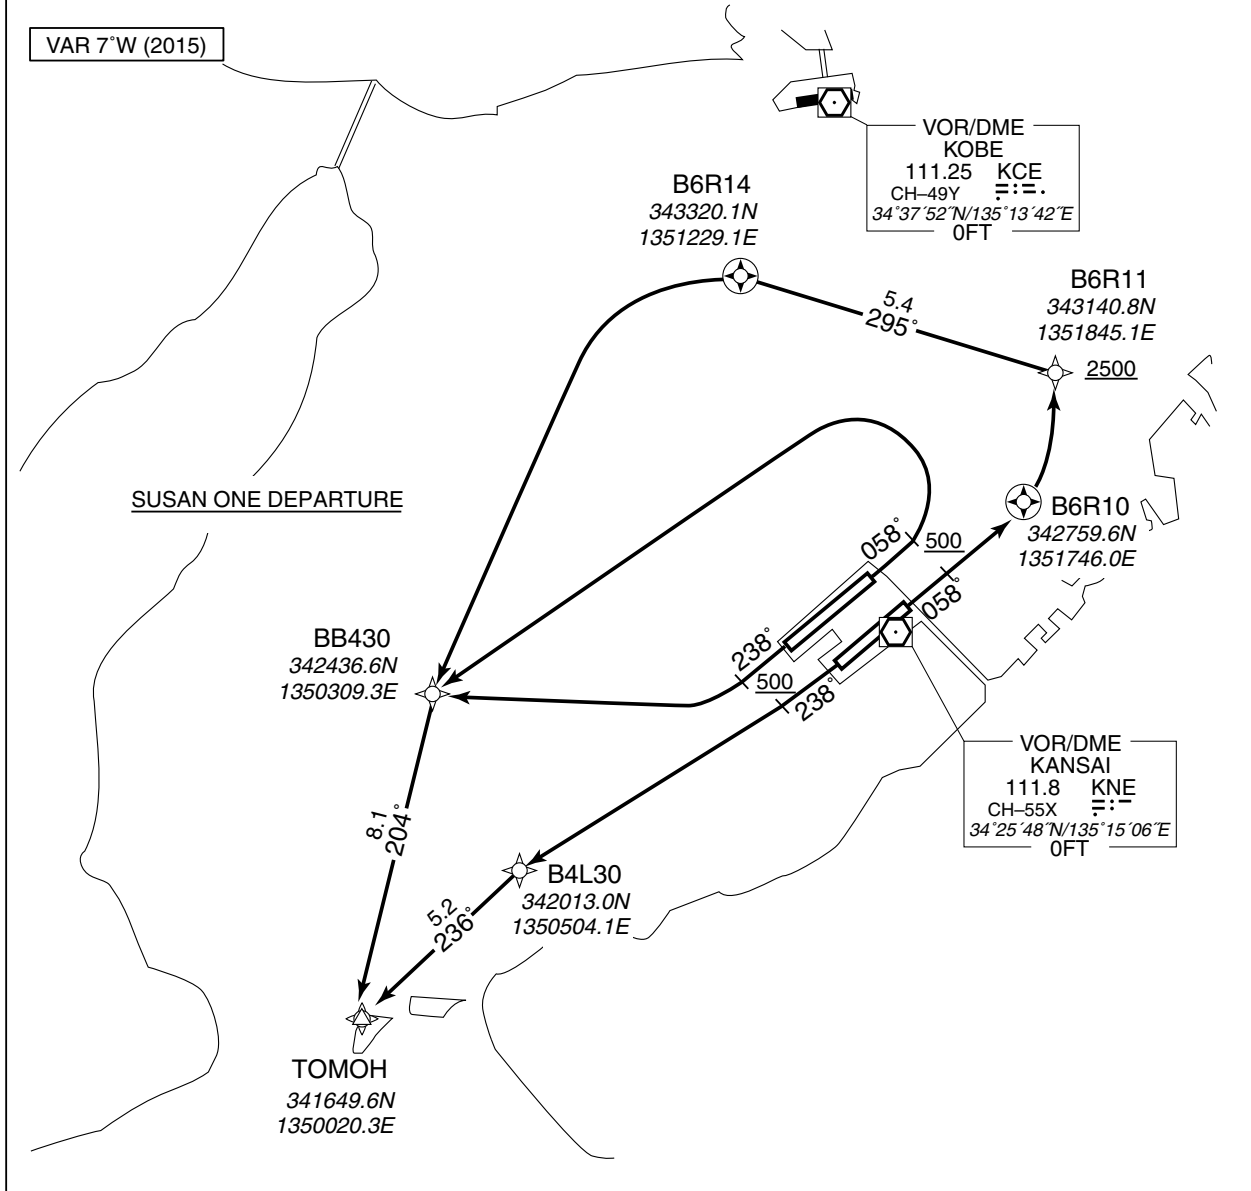 VAR 7˚W (2015)
VOR/DME
KOBE
111.25 KCE
CH–49Y
34˚37´52˝N/135˚13´42˝E
0FT
B6R14
343320.1N
1351229.1E
B6R11
343140.8N
1351845.1E
2500
5.4
295˚
SUSAN ONE DEPARTURE
B6R10
342759.6N
1351746.0E
058˚
500
058˚
BB430
342436.6N
1350309.3E
238˚
500
238˚
VOR/DME
KANSAI
111.8 KNE
CH–55X
34˚25´48˝N/135˚15´06˝E
0FT
8.1
204˚
B4L30
342013.0N
1350504.1E
5.2
236˚
TOMOH
341649.6N
1350020.3E